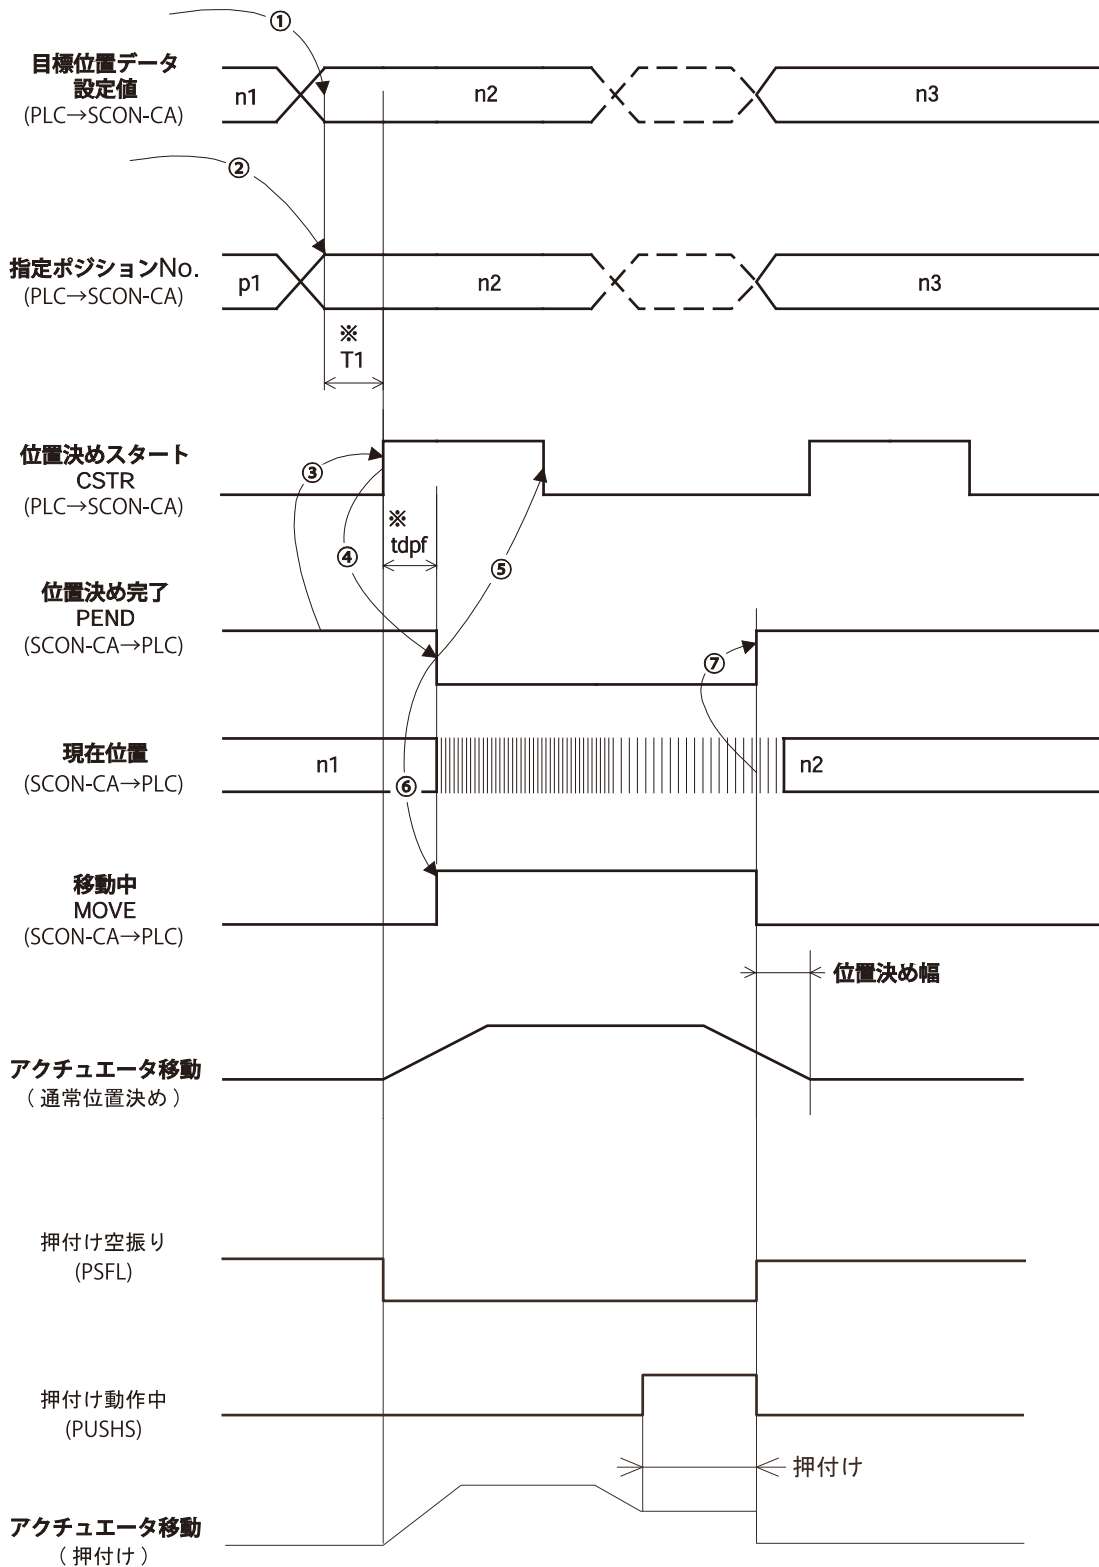 ①
目標位置データ
設定値
(PLC→SCON-CA)
n1
n2
n3
②
指定ポジションNo.
(PLC→SCON-CA)
p1
n2
n3
※
T1
位置決めスタート
CSTR
(PLC→SCON-CA)
③
※
tdpf
④
⑤
位置決め完了
PEND
(SCON-CA→PLC)
⑦
現在位置
(SCON-CA→PLC)
n1
n2
⑥
移動中
MOVE
(SCON-CA→PLC)
位置決め幅
アクチュエータ移動
（通常位置決め）
押付け空振り
(PSFL)
押付け動作中
(PUSHS)
押付け
アクチュエータ移動
（押付け）